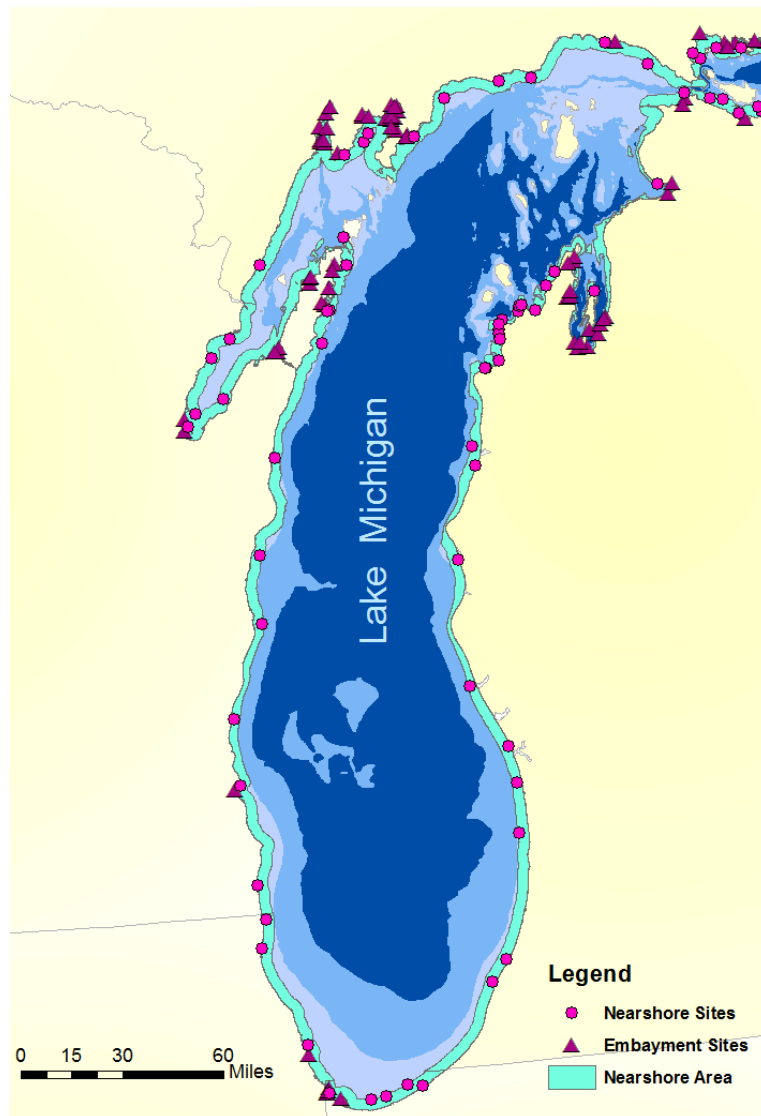 Lake Michigan
Legend
Nearshore Sites
Embayment Sites
Nearshore Area
0 15 30 60
Miles